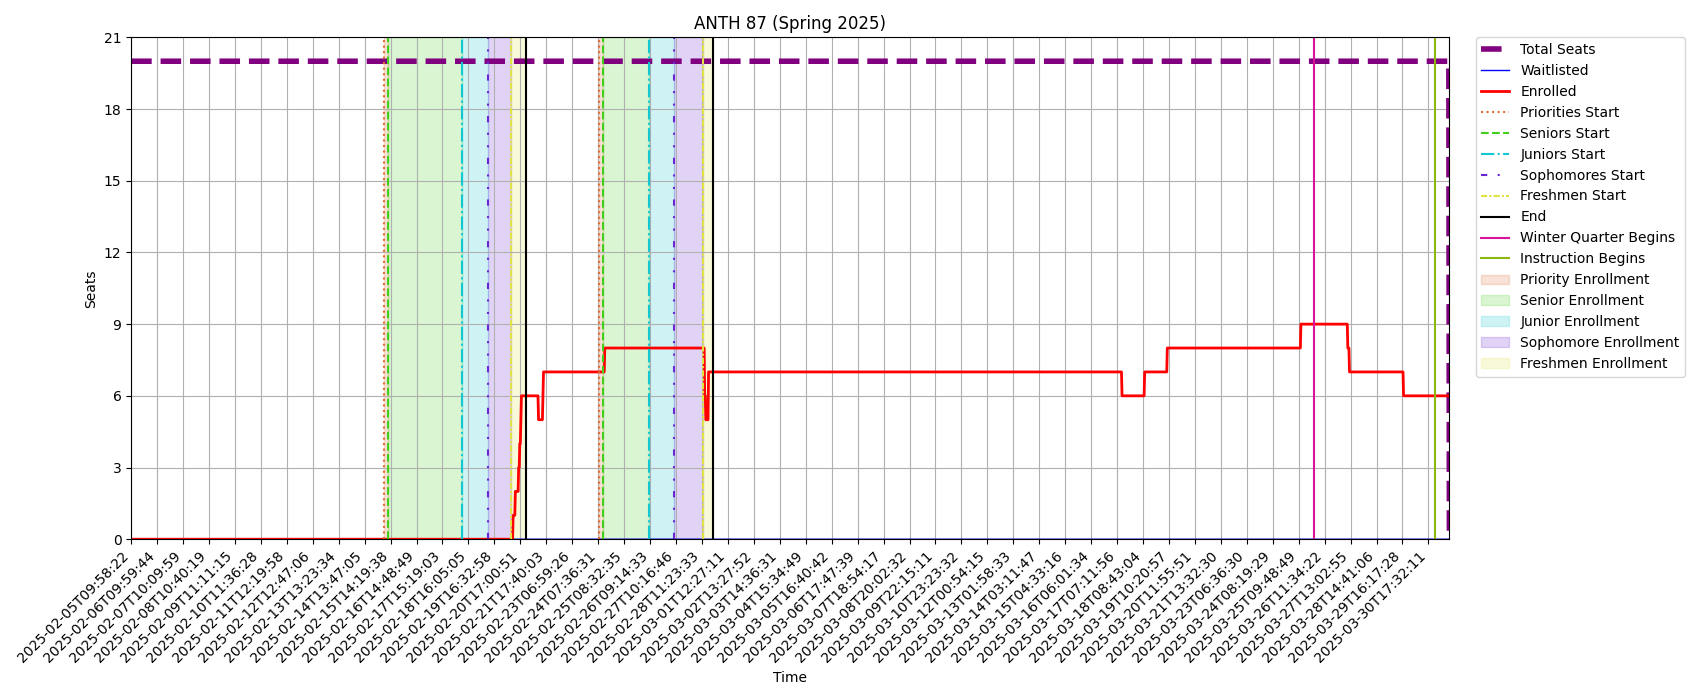 ANTH 87 (Spring 2025)
21
18
15
12
9
6
3
0
Seats
2025-02-05T09:58:22
2025-02-06T09:59:44
2025-02-07T10:09:59
2025-02-08T10:40:19
2025-02-09T11:11:15
2025-02-10T11:36:28
2025-02-11T12:19:58
2025-02-12T12:47:06
2025-02-13T13:23:34
2025-02-14T13:47:05
2025-02-15T14:19:38
2025-02-16T14:48:49
2025-02-17T15:19:03
2025-02-18T16:05:05
2025-02-19T16:32:58
2025-02-20T17:00:51
2025-02-21T17:40:03
2025-02-23T06:59:26
2025-02-24T07:36:31
2025-02-25T08:32:35
2025-02-26T09:14:33
2025-02-27T10:16:46
2025-02-28T11:23:33
2025-03-01T12:27:11
2025-03-02T13:27:52
2025-03-03T14:36:31
2025-03-04T15:34:49
2025-03-05T16:40:42
2025-03-06T17:47:39
2025-03-07T18:54:17
2025-03-08T20:02:32
2025-03-09T22:15:11
2025-03-10T23:23:32
2025-03-12T00:54:15
2025-03-13T01:58:33
2025-03-14T03:11:47
2025-03-15T04:33:16
2025-03-16T06:01:34
2025-03-17T07:11:56
2025-03-18T08:43:04
2025-03-19T10:20:57
2025-03-20T11:55:51
2025-03-21T13:32:30
2025-03-23T06:36:30
2025-03-24T08:19:29
2025-03-25T09:48:49
2025-03-26T11:34:22
2025-03-27T13:02:55
2025-03-28T14:41:06
2025-03-29T16:17:28
2025-03-30T17:32:11
Time
Total Seats
Waitlisted
Enrolled
Priorities Start
Seniors Start
Juniors Start
Sophomores Start
Freshmen Start
End
Winter Quarter Begins
Instruction Begins
Priority Enrollment
Senior Enrollment
Junior Enrollment
Sophomore Enrollment
Freshmen Enrollment